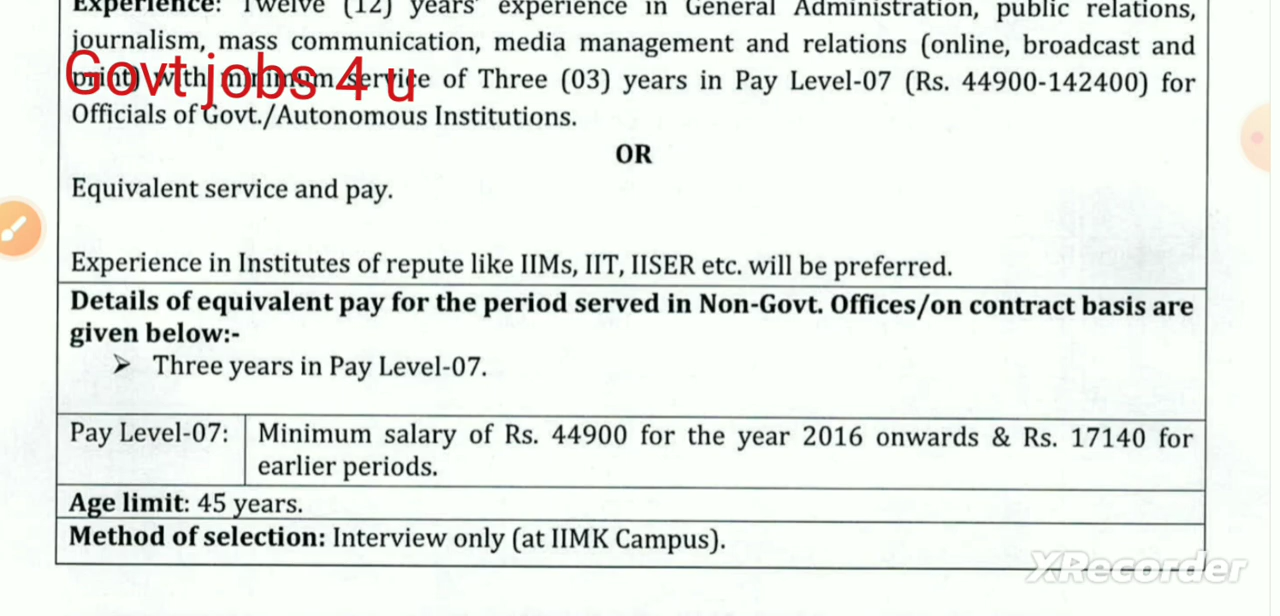 Experience: Twelve (12) years' experience in General Administration, public relations,
journalism, mass communication, media management and relations (online, broadcast and
print) with minimum service of Three (03) years in Pay Level-07 (Rs. 44900-142400) for
Govt jobs 4 u
Officials of Govt./Autonomous Institutions.
OR
Equivalent service and pay.
Experience in Institutes of repute like IIMs, IIT, IISER etc. will be preferred.
Details of equivalent pay for the period served in Non-Govt. Offices/on contract basis are
given below:-
➢ Three years in Pay Level-07.
Pay Level-07: Minimum salary of Rs. 44900 for the year 2016 onwards & Rs. 17140 for
earlier periods.
Age limit: 45 years.
Method of selection: Interview only (at IIMK Campus).
XRecorder